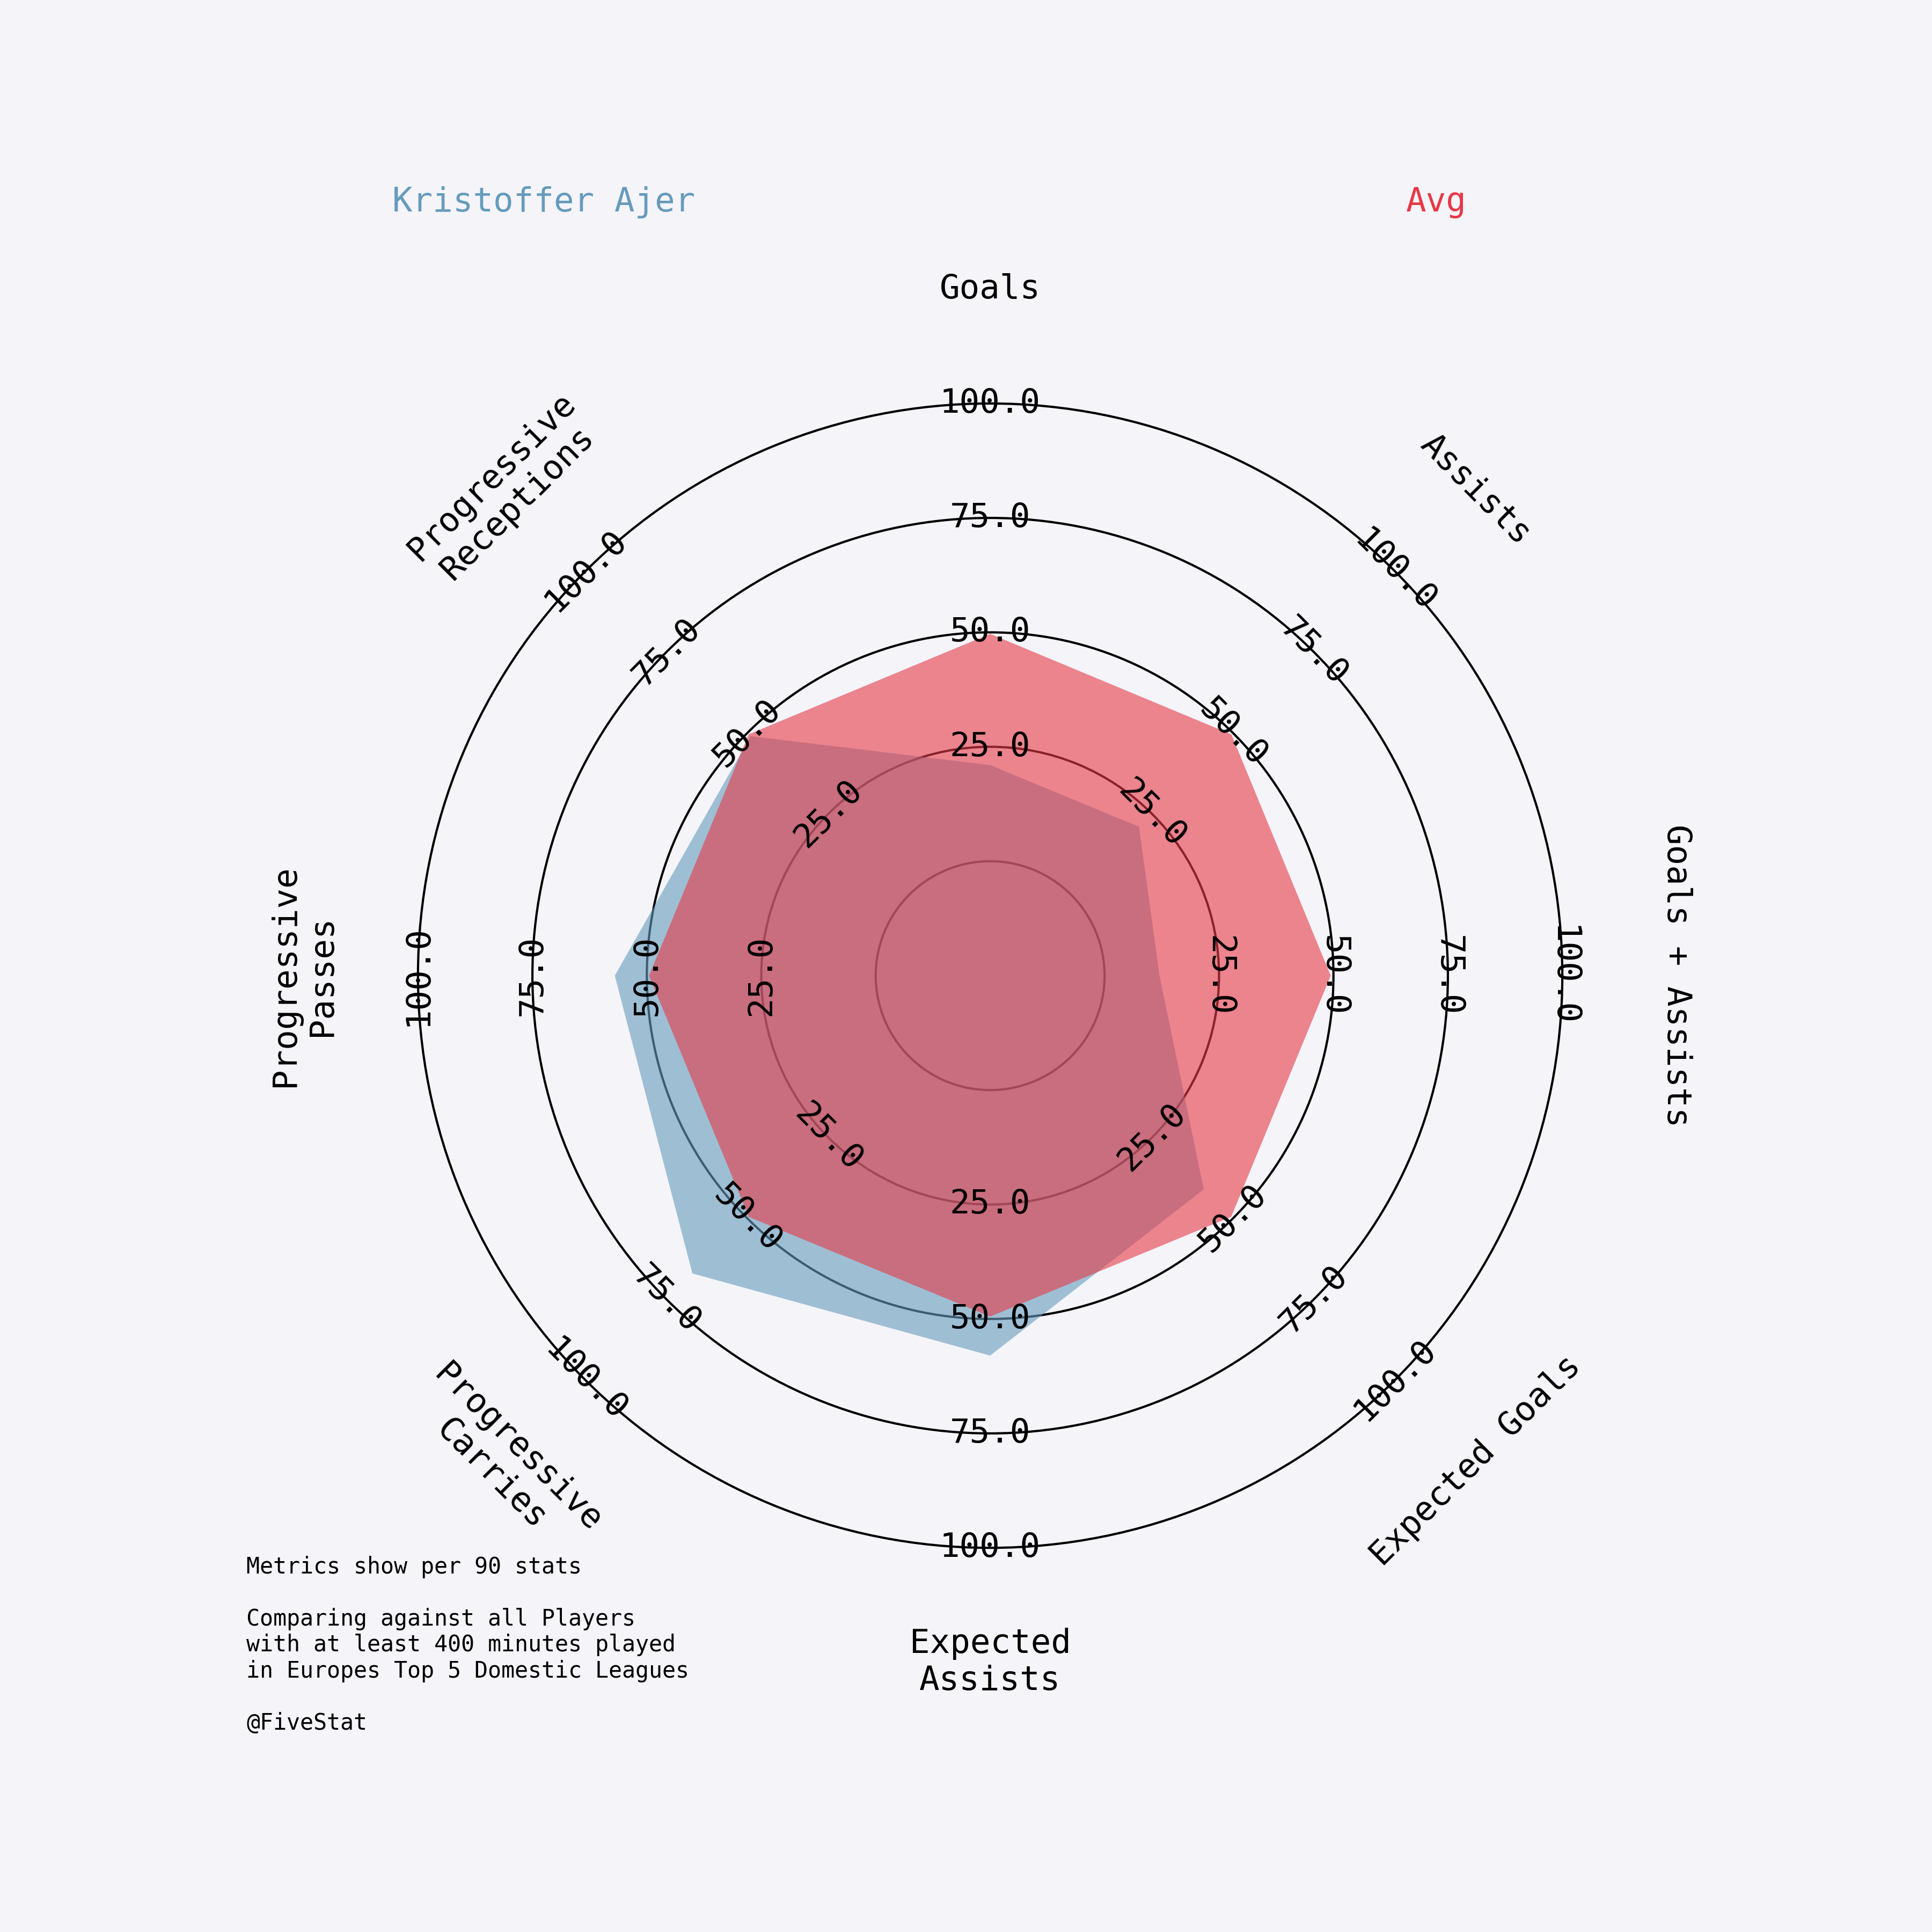 Kristoffer Ajer
Avg
Goals
Assists
Goals + Assists
Expected Goals
Expected
Assists
Progressive
Carries
Progressive
Passes
Progressive
Receptions
100.0
75.0
50.0
25.0
100.0
75.0
50.0
25.0
100.0
75.0
50.0
25.0
100.0
75.0
50.0
25.0
100.0
75.0
50.0
25.0
100.0
75.0
50.0
25.0
100.0
75.0
50.0
25.0
100.0
75.0
50.0
25.0
Metrics show per 90 stats
Comparing against all Players
with at least 400 minutes played
in Europes Top 5 Domestic Leagues
@FiveStat